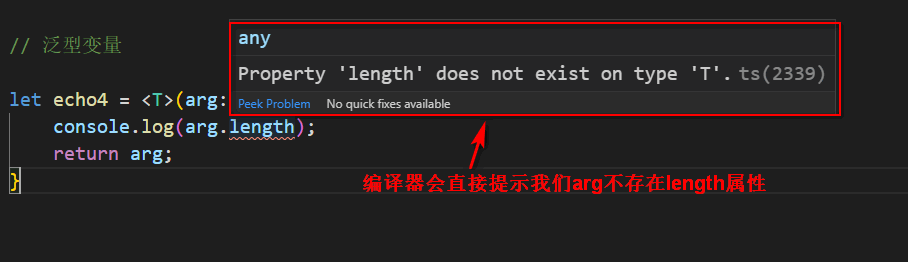 // 泛型变量
any
Property 'length' does not exist on type 'T'. ts(2339)
let echo4 = <T>(arg:
Peek Problem No quick fixes available
console.log(arg.length);
return arg;
}
编译器会直接提示我们arg不存在length属性